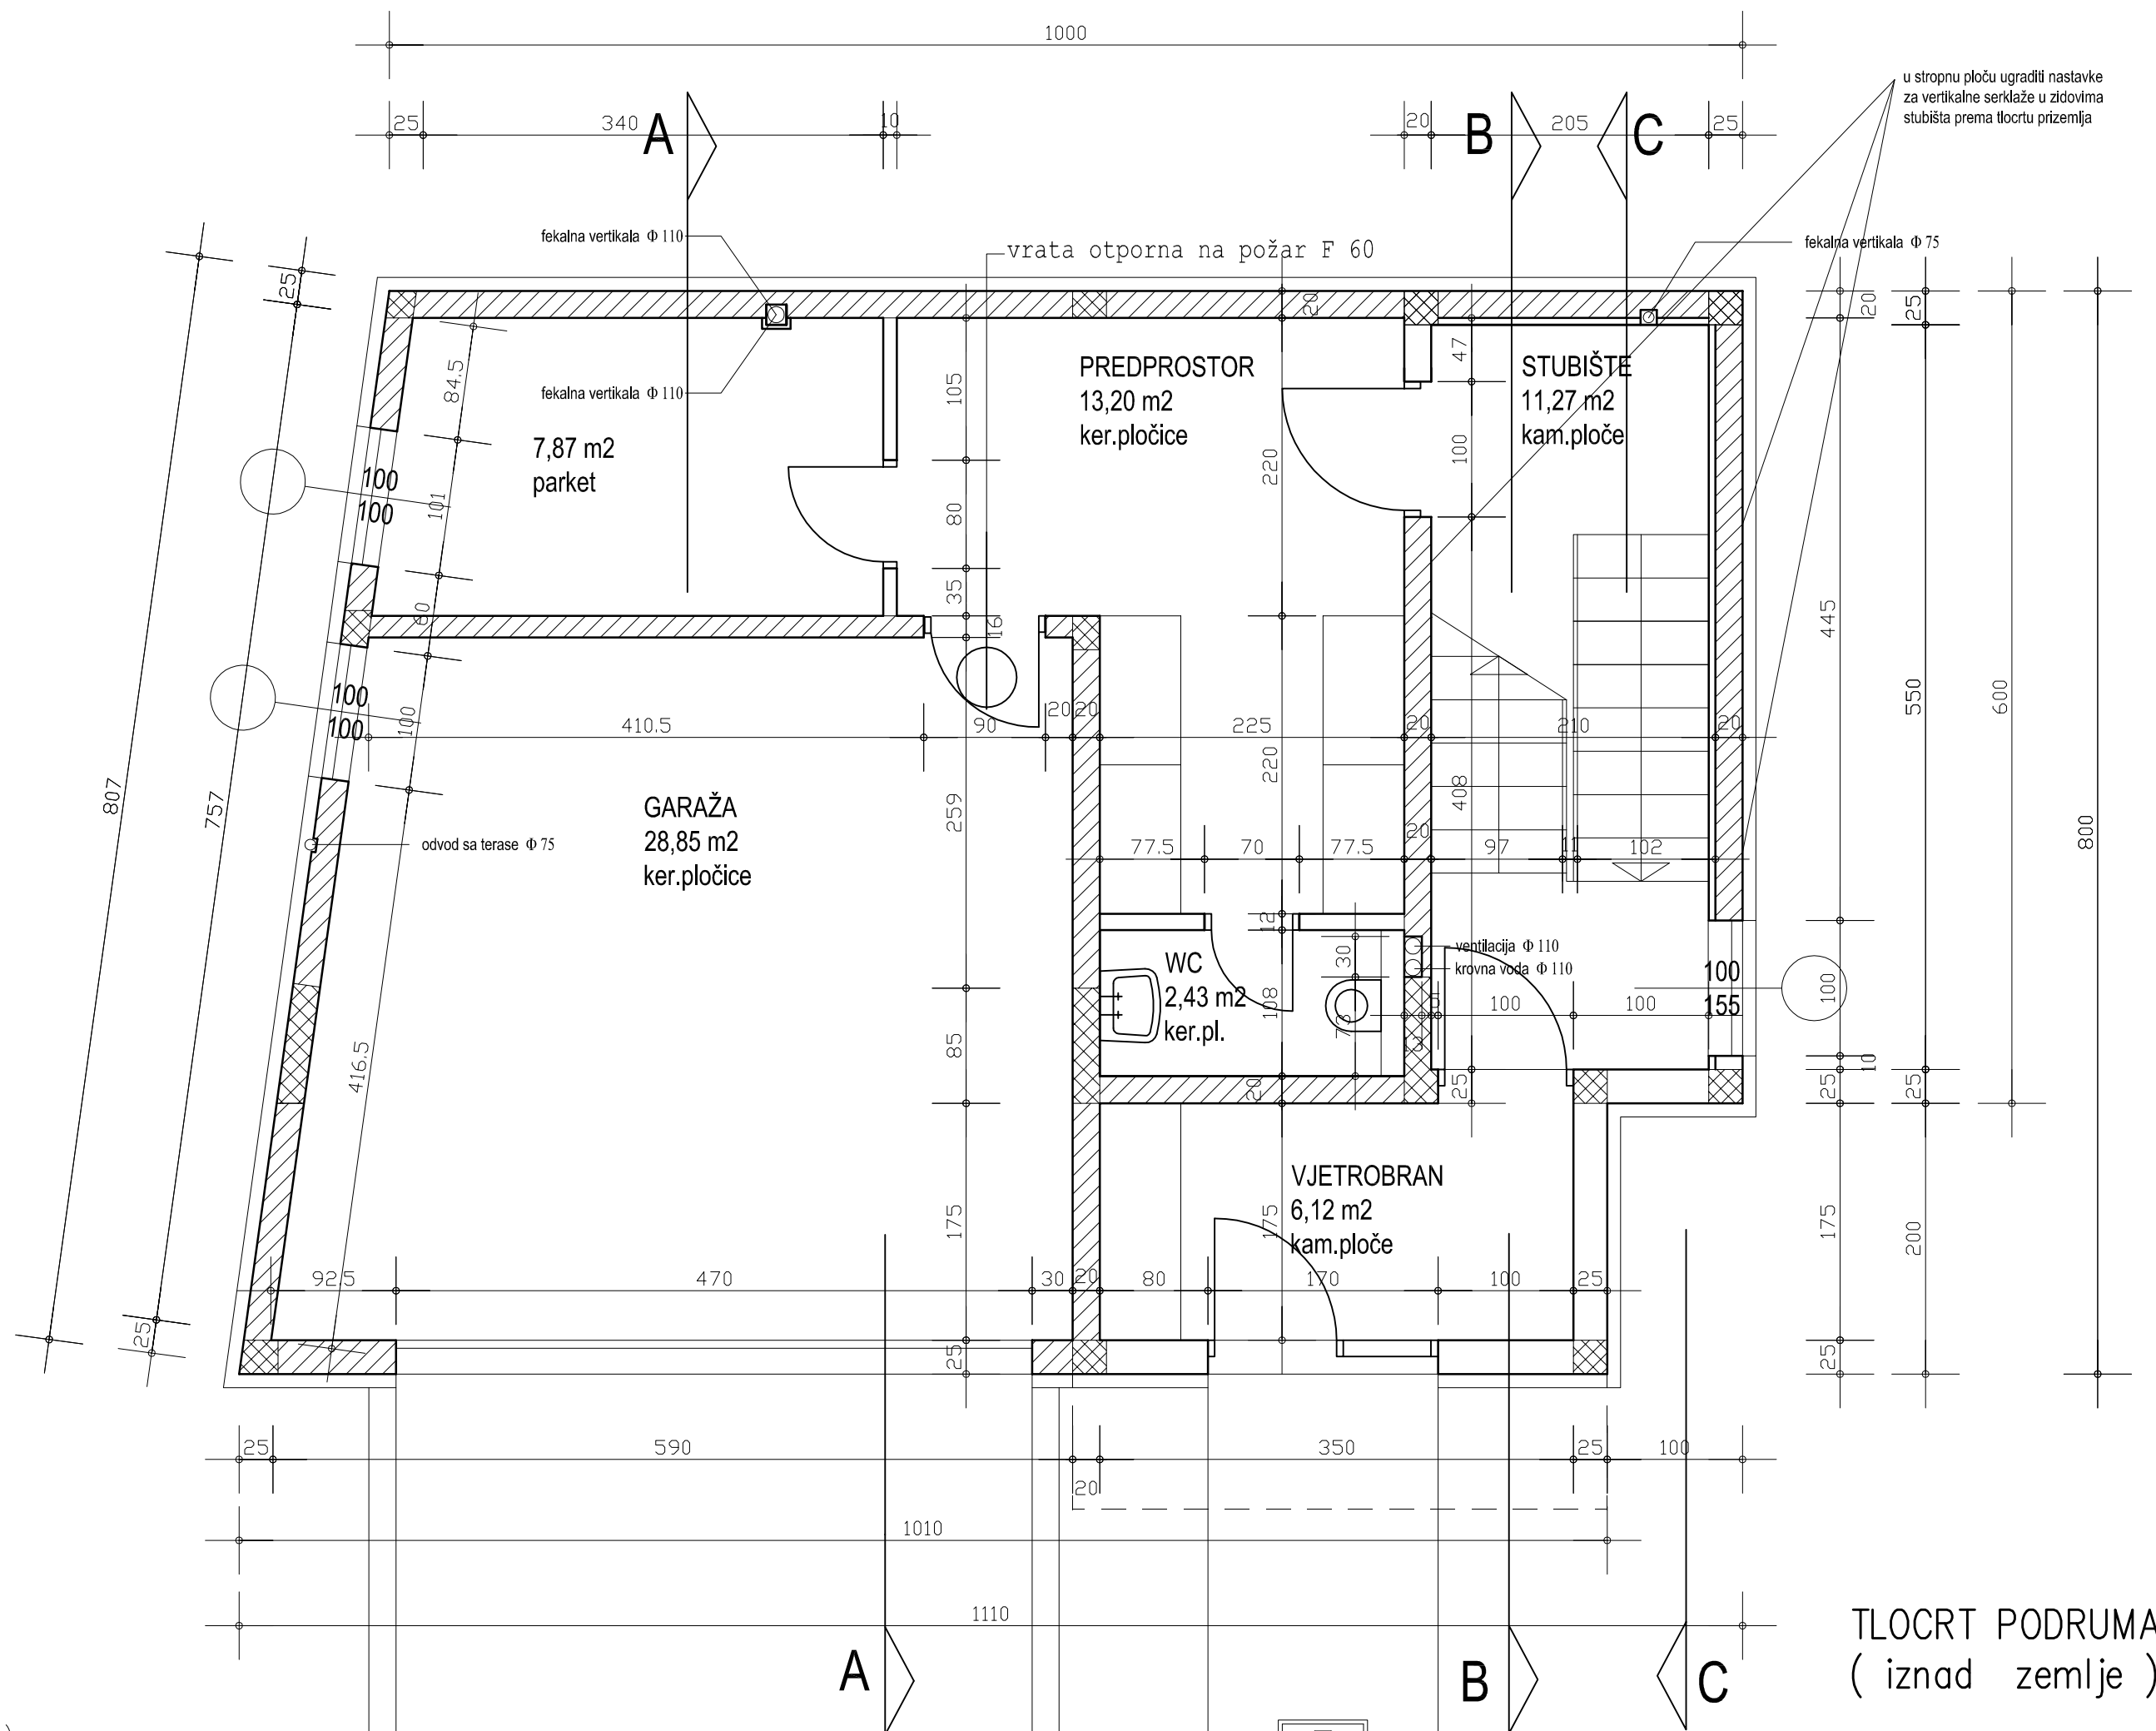 1000
u stropnu ploču ugraditi nastavke
za vertikalne serklaže u zidovima
stubišta prema tlocrtu prizemlja
25
340
A
10
20
B
205
C
25
fekalna vertikala Φ 110
vrata otporna na požar F 60
fekalna vertikala Φ 75
25
20
20
25
84.5
105
47
PREDPROSTOR
13,20 m2
ker.pločice
STUBIŠTE
11,27 m2
kam.ploče
fekalna vertikala Φ 110
7,87 m2
parket
100
100
101
80
220
100
35
60
16
445
550
600
100
100
100
410.5
90
20
20
225
20
210
20
807
757
259
220
408
GARAŽA
28,85 m2
ker.pločice
odvod sa terase Φ 75
800
77.5
70
77.5
20
97
11
102
12
30
ventilacija Φ 110
krovna voda Φ 110
WC
2,43 m2
ker.pl.
108
73
13
5
100
100
100
155
100
10
85
416.5
20
25
25
25
VJETROBRAN
6,12 m2
kam.ploče
175
175
175
200
92.5
470
30
20
80
170
100
25
25
25
25
25
590
20
350
25
100
1010
1110
A
B
C
TLOCRT PODRUMA
( iznad zemlje )